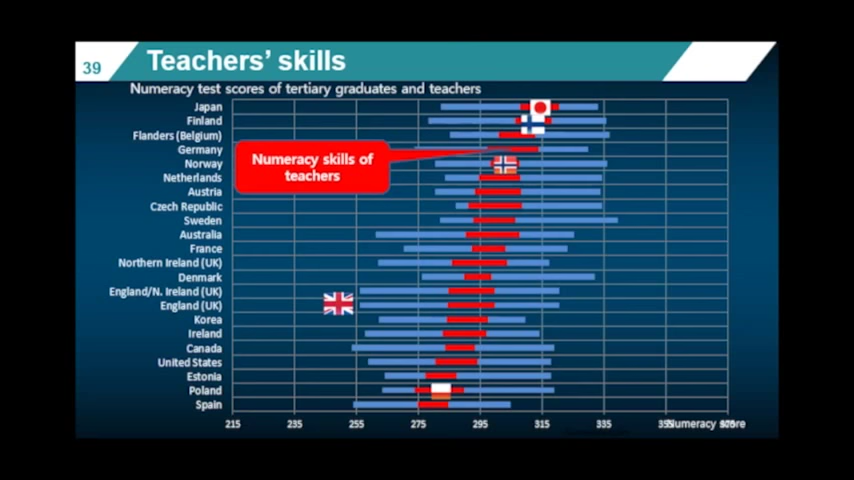 39
Teachers' skills
Numeracy test scores of tertiary graduates and teachers
Japan
Finland
Flanders (Belgium)
Germany
Norway
Netherlands
Austria
Czech Republic
Sweden
Australia
France
Northern Ireland (UK)
Denmark
England/N. Ireland (UK)
England (UK)
Korea
Ireland
Canada
United States
Estonia
Poland
Spain
Numeracy skills of
teachers
215 235 255 275 295 315 335 355 Numeracy score